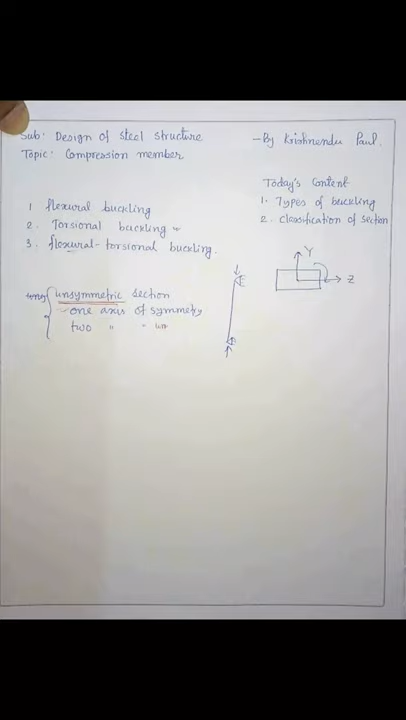 Sub: Design of steel structure
- By Krishnendu Paul.
Topic: Compression member
Today's Content
1. Types of buckling
2. Classification of section
1 flexural buckling
2. Torsional buckling
3. flexural-torsional buckling.
Y
Z
unsymmetric section
one axis of symmetry
two " "